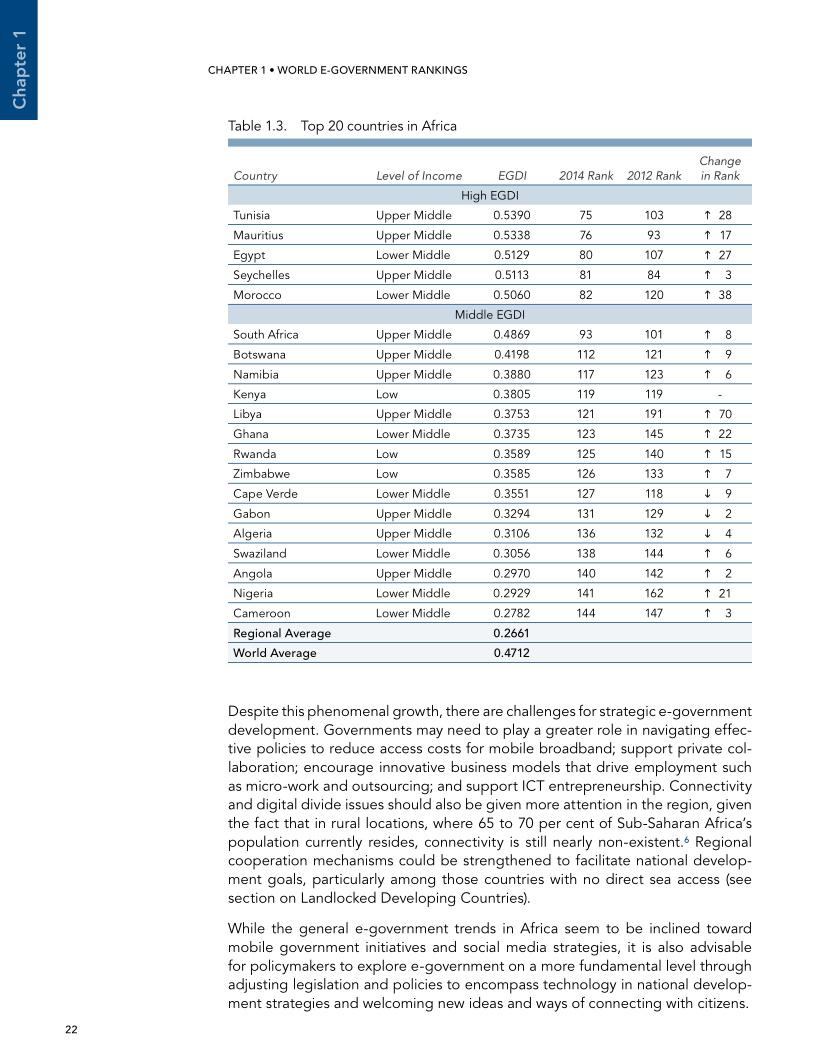 Chapter 1
CHAPTER 1 • WORLD E-GOVERNMENT RANKINGS
Table 1.3. Top 20 countries in Africa
Country Level of Income EGDI 2014 Rank 2012 Rank Change in Rank
High EGDI
Tunisia Upper Middle 0.5390 75 103 ↑ 28
Mauritius Upper Middle 0.5338 76 93 ↑ 17
Egypt Lower Middle 0.5129 80 107 ↑ 27
Seychelles Upper Middle 0.5113 81 84 ↑ 3
Morocco Lower Middle 0.5060 82 120 ↑ 38
Middle EGDI
South Africa Upper Middle 0.4869 93 101 ↑ 8
Botswana Upper Middle 0.4198 112 121 ↑ 9
Namibia Upper Middle 0.3880 117 123 ↑ 6
Kenya Low 0.3805 119 119 -
Libya Upper Middle 0.3753 121 191 ↑ 70
Ghana Lower Middle 0.3735 123 145 ↑ 22
Rwanda Low 0.3589 125 140 ↑ 15
Zimbabwe Low 0.3585 126 133 ↑ 7
Cape Verde Lower Middle 0.3551 127 118 ↓ 9
Gabon Upper Middle 0.3294 131 129 ↓ 2
Algeria Upper Middle 0.3106 136 132 ↓ 4
Swaziland Lower Middle 0.3056 138 144 ↑ 6
Angola Upper Middle 0.2970 140 142 ↑ 2
Nigeria Lower Middle 0.2929 141 162 ↑ 21
Cameroon Lower Middle 0.2782 144 147 ↑ 3
Regional Average 0.2661
World Average 0.4712
Despite this phenomenal growth, there are challenges for strategic e-government
development. Governments may need to play a greater role in navigating effec-
tive policies to reduce access costs for mobile broadband; support private col-
laboration; encourage innovative business models that drive employment such
as micro-work and outsourcing; and support ICT entrepreneurship. Connectivity
and digital divide issues should also be given more attention in the region, given
the fact that in rural locations, where 65 to 70 per cent of Sub-Saharan Africa's
population currently resides, connectivity is still nearly non-existent.6 Regional
cooperation mechanisms could be strengthened to facilitate national develop-
ment goals, particularly among those countries with no direct sea access (see
section on Landlocked Developing Countries).
While the general e-government trends in Africa seem to be inclined toward
mobile government initiatives and social media strategies, it is also advisable
for policymakers to explore e-government on a more fundamental level through
adjusting legislation and policies to encompass technology in national develop-
ment strategies and welcoming new ideas and ways of connecting with citizens.
22